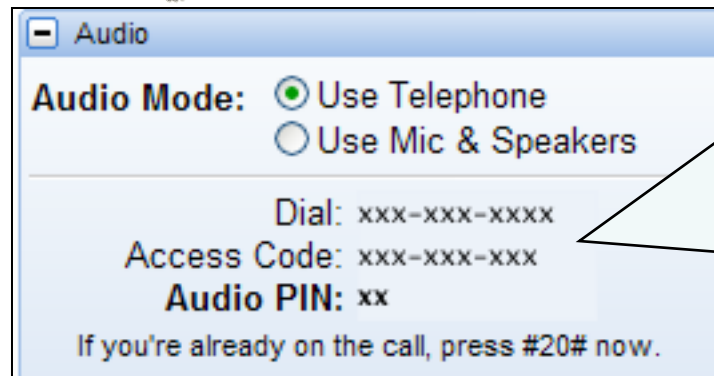 Audio
Audio Mode: Use Telephone
Use Mic & Speakers
Dial: xxx-xxx-xxxx
Access Code: xxx-xxx-xxx
Audio PIN: xx
If you're already on the call, press #20# now.